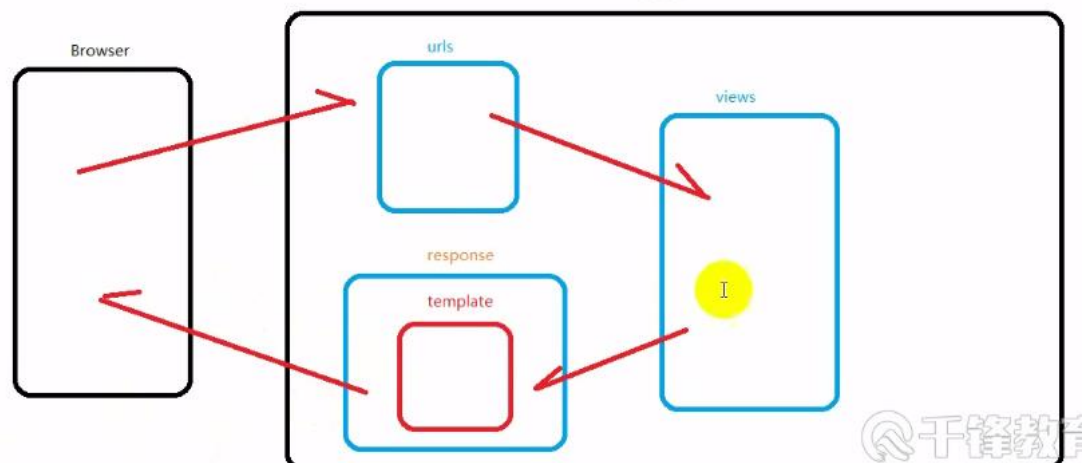 Browser
urls
views
response
template
千锋教育